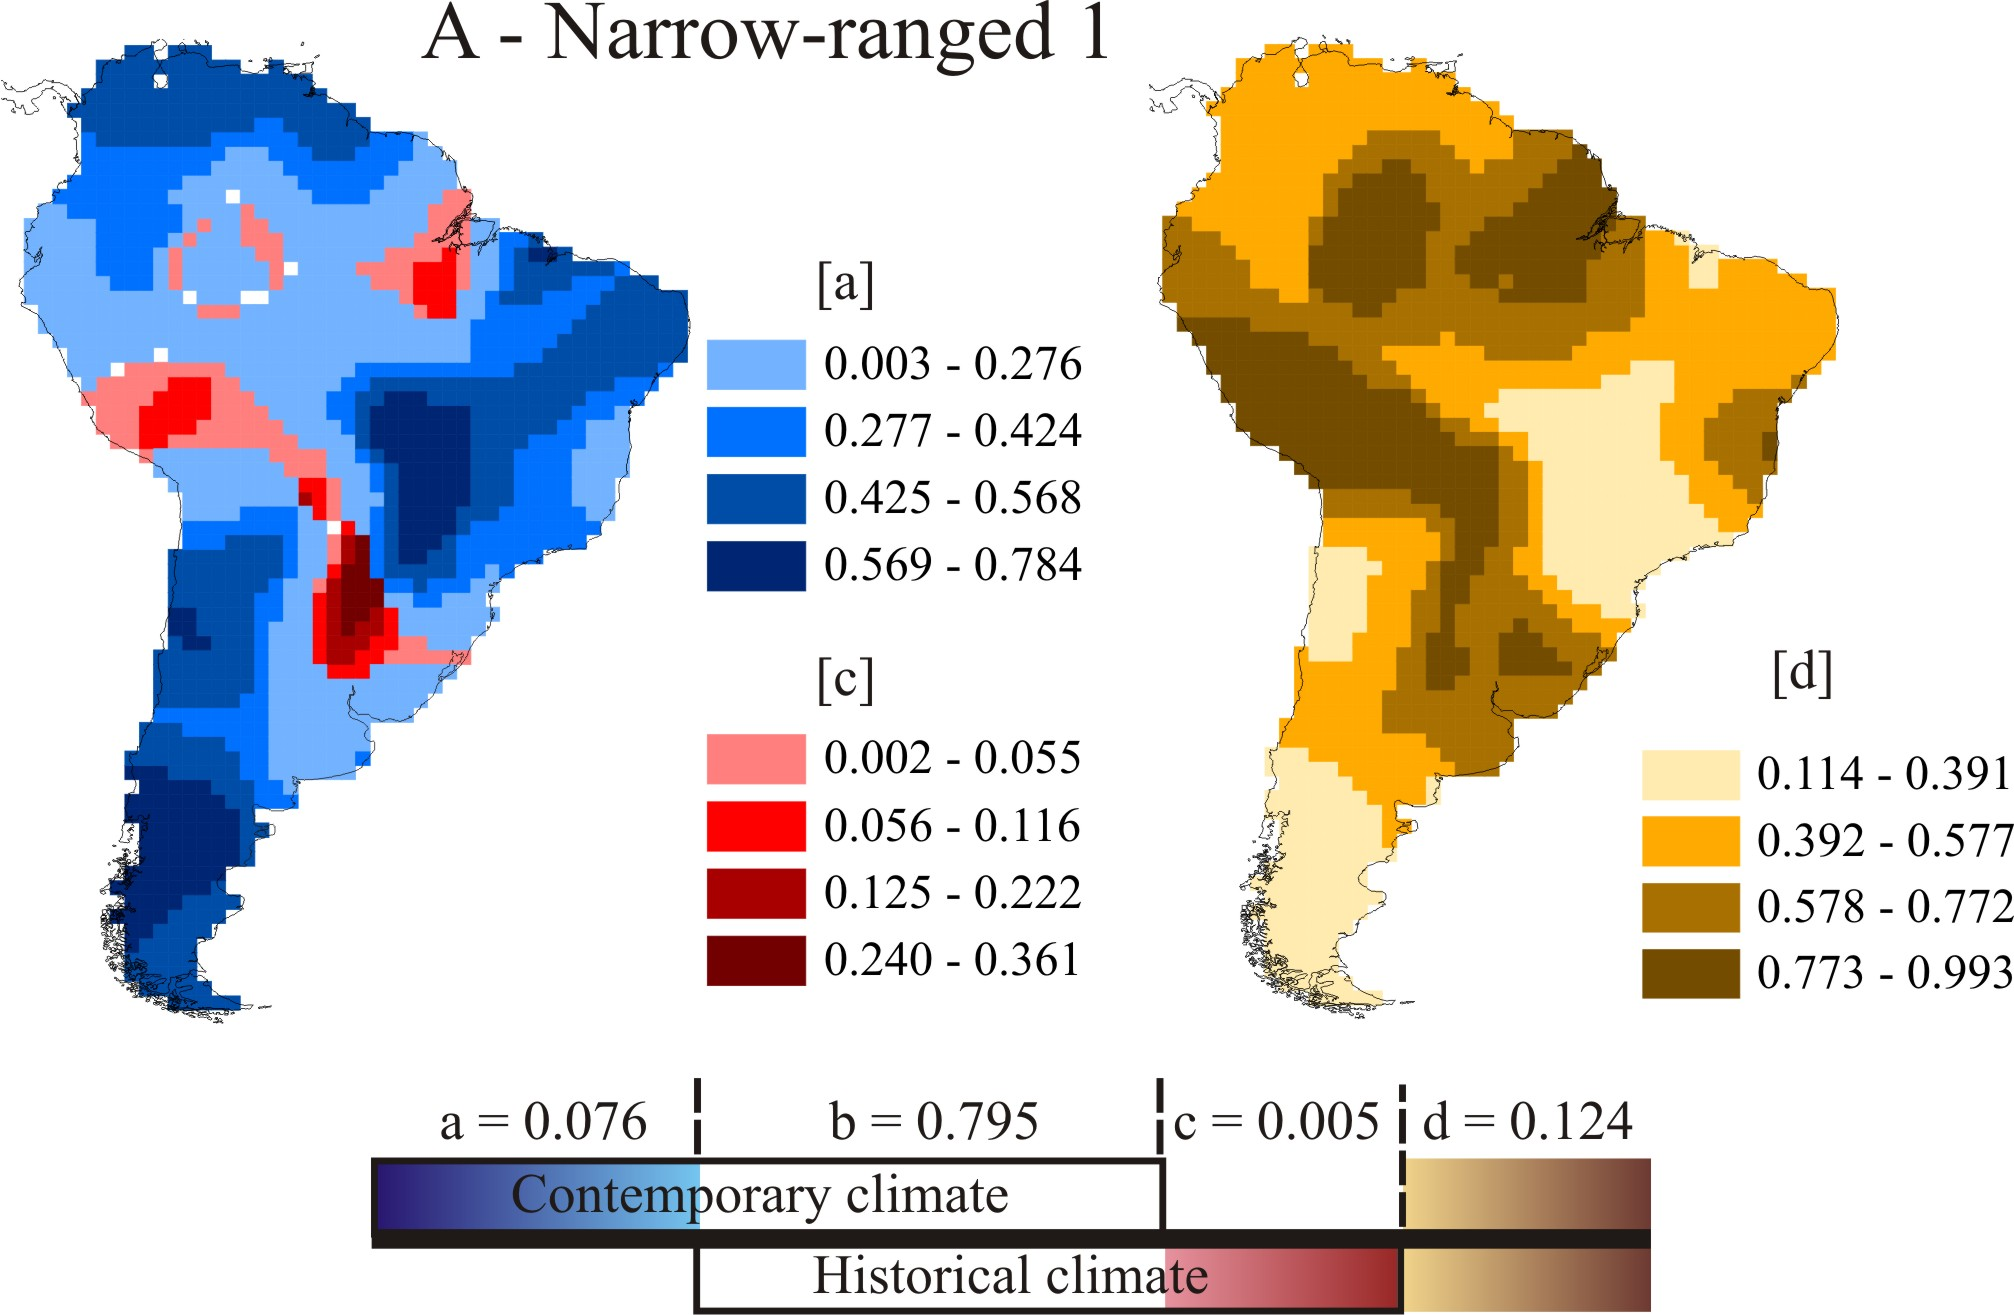 A - Narrow-ranged 1
[a]
0.003 - 0.276
0.277 - 0.424
0.425 - 0.568
0.569 - 0.784
[c]
0.002 - 0.055
0.056 - 0.116
0.125 - 0.222
0.240 - 0.361
[d]
0.114 - 0.391
0.392 - 0.577
0.578 - 0.772
0.773 - 0.993
a = 0.076 b = 0.795 c = 0.005 d = 0.124
Contemporary climate
Historical climate